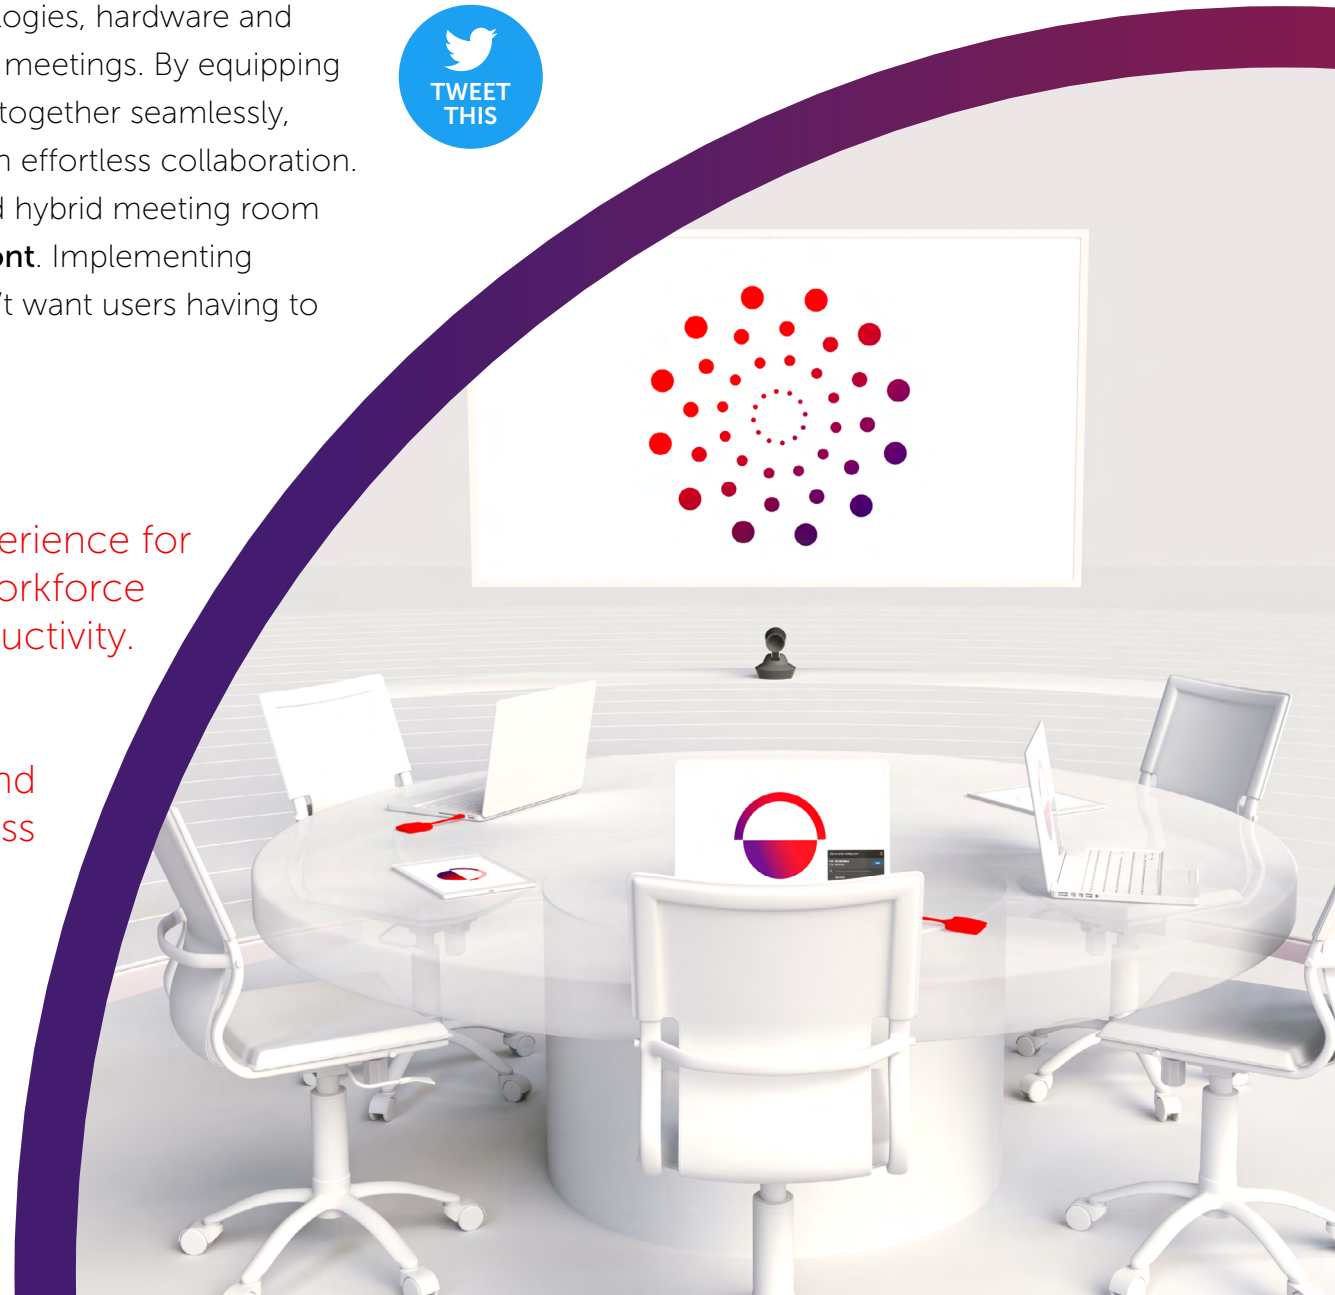 ogies, hardware and
meetings. By equipping
together seamlessly,
effortless collaboration.
hybrid meeting room
ont. Implementing
't want users having to
TWEET
THIS
erience for
orkforce
uctivity.
nd
ss